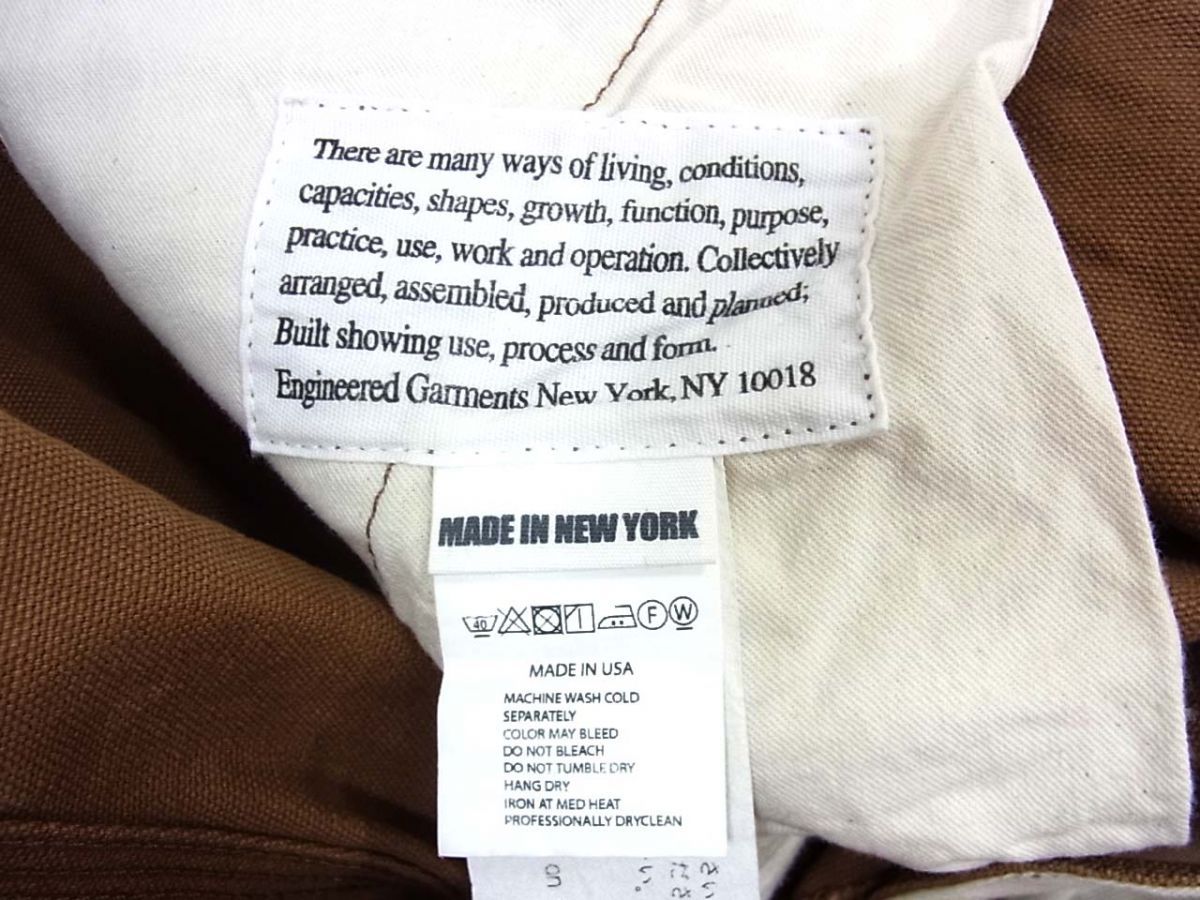 There are many ways of living, conditions,
capacities, shapes, growth, function, purpose,
practice, use, work and operation. Collectively
arranged, assembled, produced and planned;
Built showing use, process and form.
Engineered Garments New York, NY 10018
MADE IN NEW YORK
40 F W
MADE IN USA
MACHINE WASH COLD
SEPARATELY
COLOR MAY BLEED
DO NOT BLEACH
DO NOT TUMBLE DRY
HANG DRY
IRON AT MED HEAT
PROFESSIONALLY DRYCLEAN